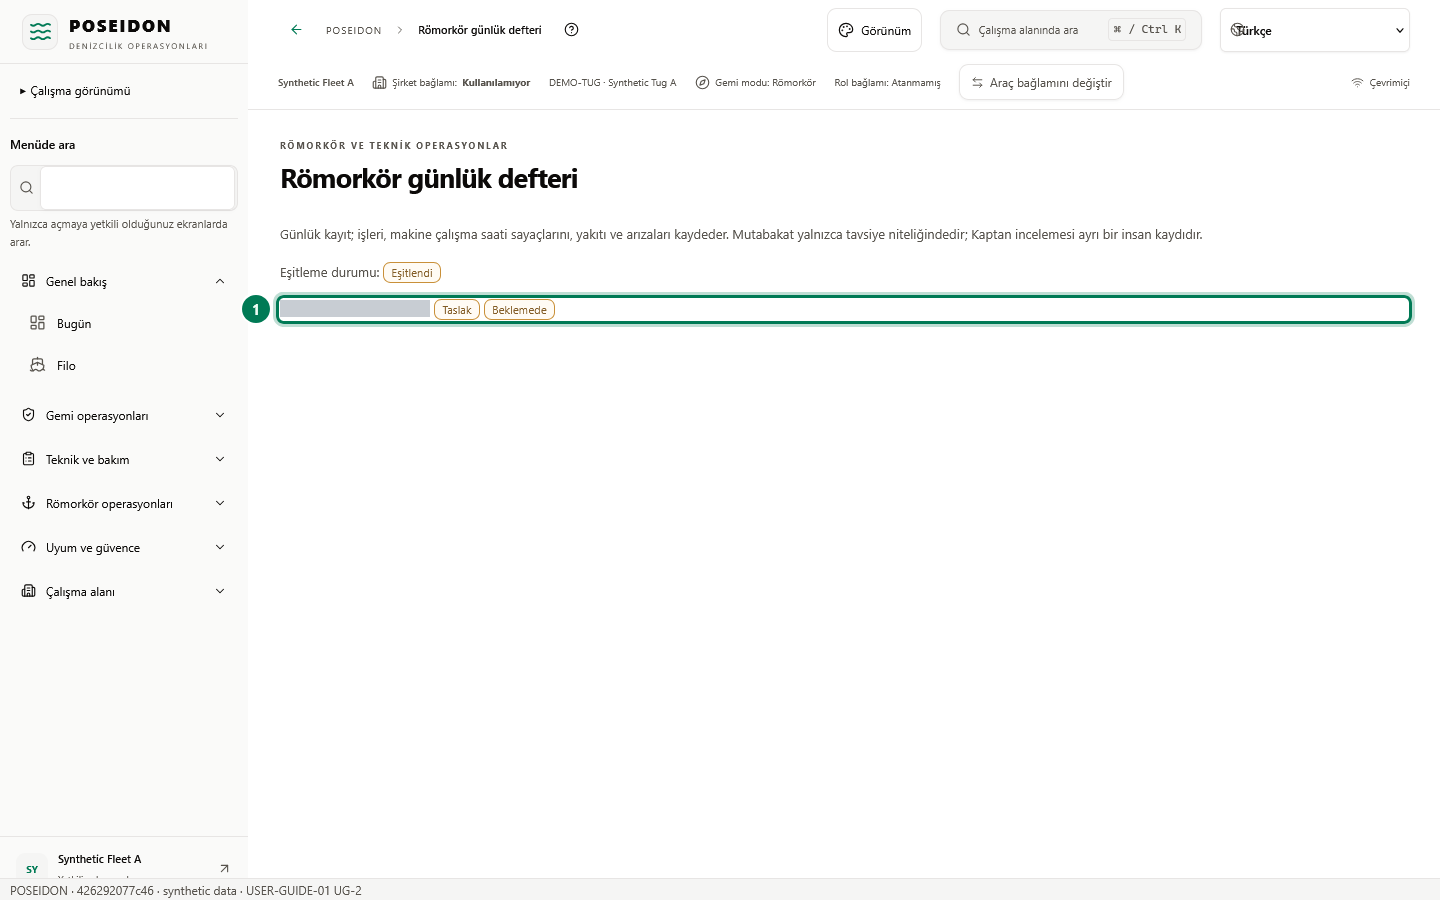 POSEIDON
DENİZCİLİK OPERASYONLARI
POSEIDON
Römorkör günlük defteri
Görünüm
Çalışma alanında ara
⌘ / Ctrl K
Türkçe
Synthetic Fleet A
Şirket bağlamı: Kullanılamıyor
DEMO-TUG · Synthetic Tug A
Gemi modu: Römorkör
Rol bağlamı: Atanmamış
Araç bağlamını değiştir
Çevrimiçi
Çalışma görünümü
Menüde ara
Yalnızca açmaya yetkili olduğunuz ekranlarda
arar.
Genel bakış
Bugün
Filo
Gemi operasyonları
Teknik ve bakım
Römorkör operasyonları
Uyum ve güvence
Çalışma alanı
SY
Synthetic Fleet A
RÖMORKÖR VE TEKNİK OPERASYONLAR
Römorkör günlük defteri
Günlük kayıt; işleri, makine çalışma saati sayaçlarını, yakıtı ve arızaları kaydeder. Mutabakat yalnızca tavsiye niteliğindedir; Kaptan incelemesi ayrı bir insan kaydıdır.
Eşitleme durumu: Eşitlendi
1
Taslak
Beklemede
POSEIDON · 426292077c46 · synthetic data · USER-GUIDE-01 UG-2